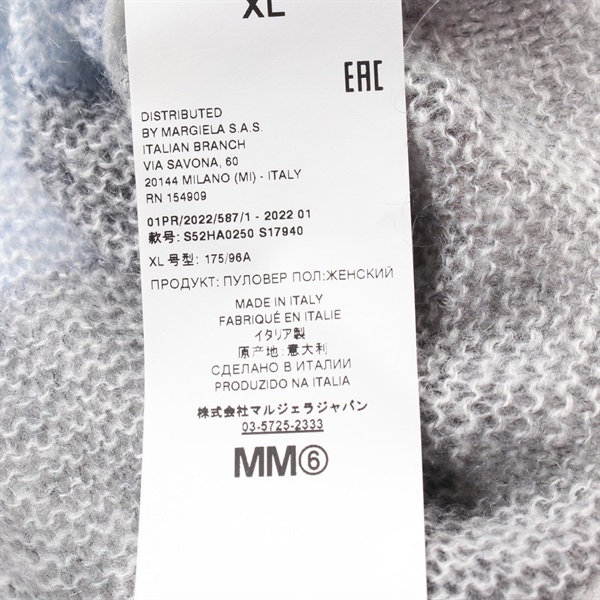 XL
EAC
DISTRIBUTED
BY MARGIELA S.A.S.
ITALIAN BRANCH
VIA SAVONA, 60
20144 MILANO (MI) - ITALY
RN 154909
01PR/2022/587/1 - 2022 01
款号: S52HA0250 S17940
XL 号型: 175/96A
ПРОДУКТ: ПУЛОВЕР ПОЛ:ЖЕНСКИЙ
MADE IN ITALY
FABRIQUÉ EN ITALIE
イタリア製
原产地: 意大利
СДЕЛАНО В ИТАЛИИ
PRODUZIDO NA ITALIA
株式会社マルジェラジャパン
03-5725-2333
MM⑥